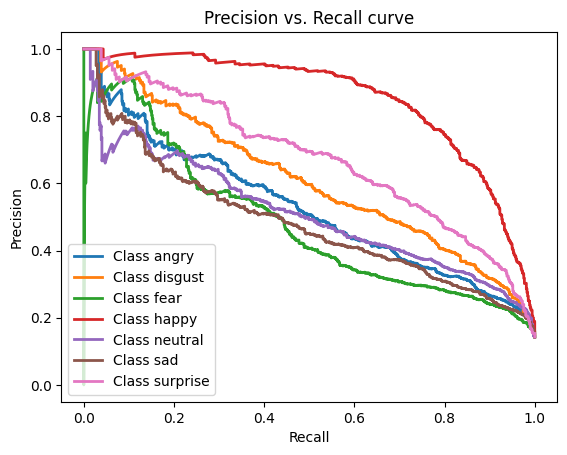 Precision vs. Recall curve
Precision
1.0
0.8
0.6
0.4
0.2
0.0
Class angry
Class disgust
Class fear
Class happy
Class neutral
Class sad
Class surprise
0.0 0.2 0.4 0.6 0.8 1.0
Recall